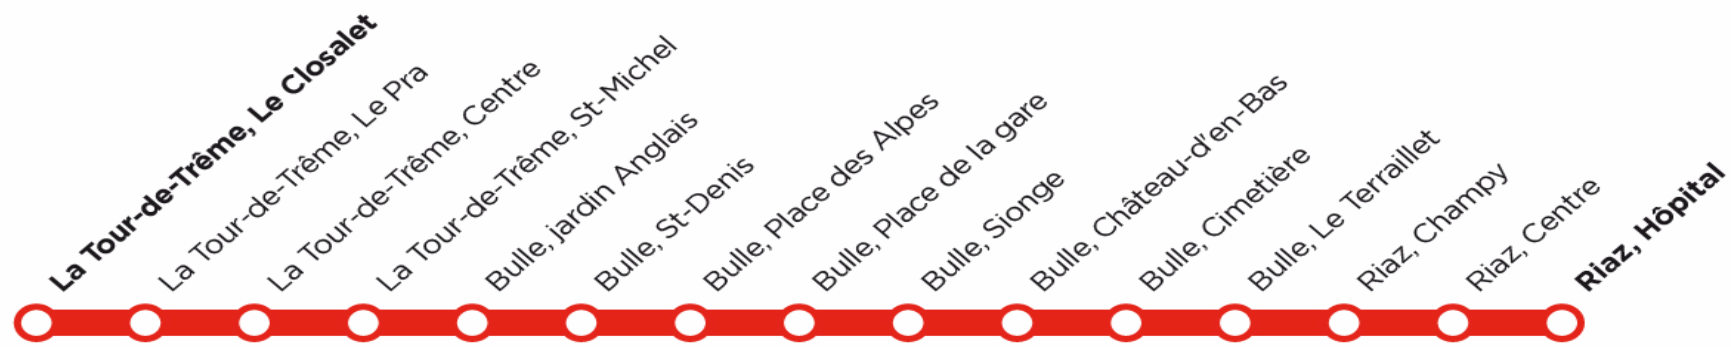 La Tour-de-Trême, Le Closalet
La Tour-de-Trême, Le Pra
La Tour-de-Trême, Centre
La Tour-de-Trême, St-Michel
Bulle, jardin Anglais
Bulle, St-Denis
Bulle, Place des Alpes
Bulle, Place de la gare
Bulle, Sionge
Bulle, Château-d'en-Bas
Bulle, Cimetière
Bulle, Le Terraillet
Riaz, Champy
Riaz, Centre
Riaz, Hôpital